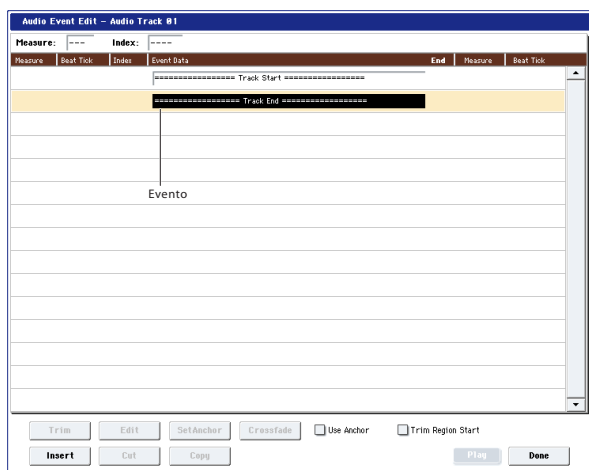 Audio Event Edit – Audio Track 01
Measure: --- Index: ----
Measure Beat Tick Index Event Data End Measure Beat Tick
================= Track Start =================
================== Track End ==================
Evento
Trim Edit SetAnchor Crossfade Use Anchor Trim Region Start
Insert Cut Copy Play Done